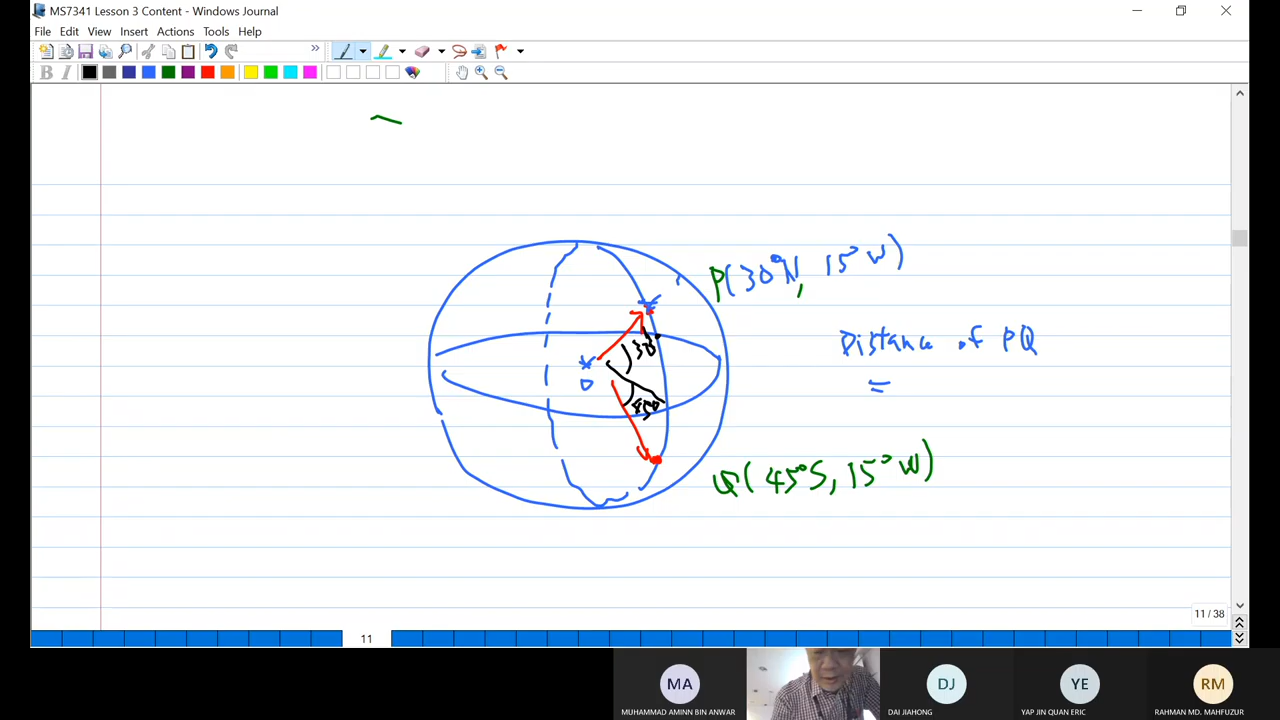 MS7341 Lesson 3 Content - Windows Journal
File Edit View Insert Actions Tools Help
B I
P(30°N, 15°W)
30°
Distance of PQ
=
O
45°
Q(45°S, 15°W)
11 / 38
11
MA
DJ
YE
RM
MUHAMMAD AMINN BIN ANWAR
DAI JIAHONG
YAP JIN QUAN ERIC
RAHMAN MD. MAHFUZUR